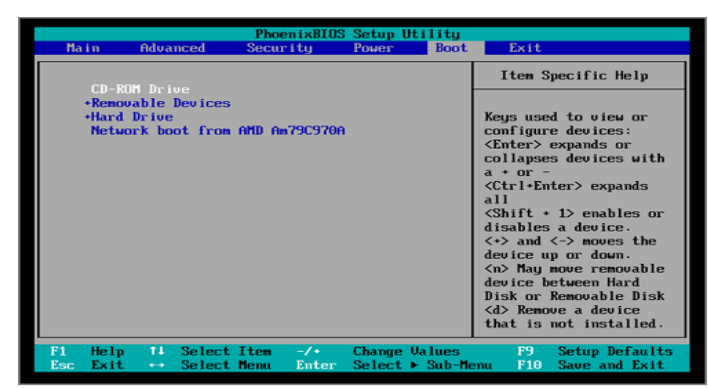 PhoenixBIOS Setup Utility
Main Advanced Security Power Boot Exit
CD-ROM Drive
+Removable Devices
+Hard Drive
Network boot from AMD Am79C970A
Item Specific Help
Keys used to view or
configure devices:
<Enter> expands or
collapses devices with
a + or -
<Ctrl+Enter> expands
all
<Shift + 1> enables or
disables a device.
<+> and <-> moves the
device up or down.
<n> May move removable
device between Hard
Disk or Removable Disk
<d> Remove a device
that is not installed.
F1 Help ↑↓ Select Item -/+ Change Values F9 Setup Defaults
Esc Exit ↔ Select Menu Enter Select ▶ Sub-Menu F10 Save and Exit